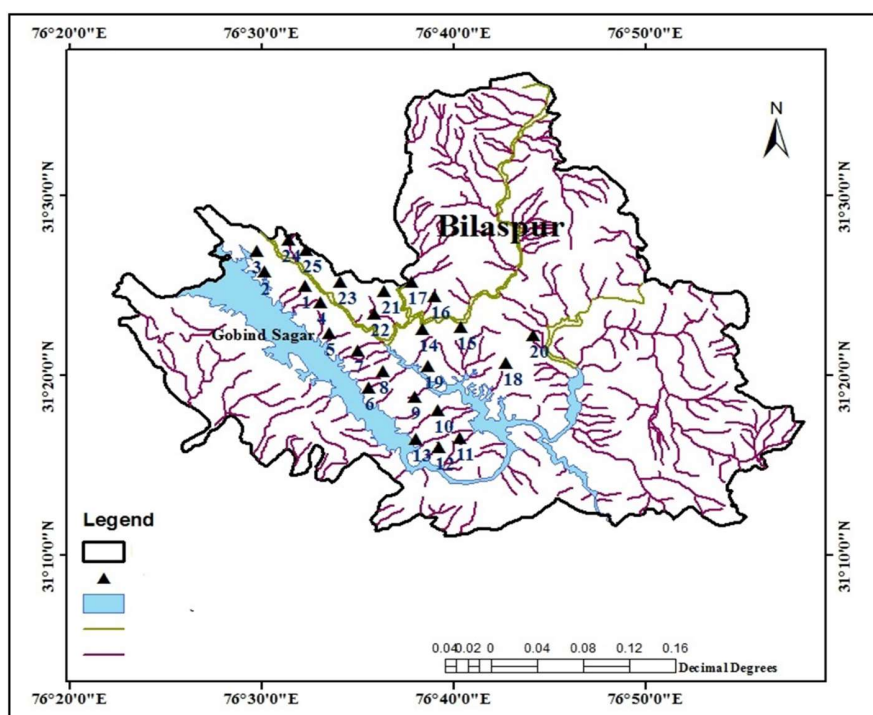 76°20'0"E 76°30'0"E 76°40'0"E 76°50'0"E
N
31°30'0"N 31°30'0"N
Bilaspur
24
3 25
2 23 21 17
1 16
4 22
Gobind Sagar 5 14 15
7 20
31°20'0"N 31°20'0"N
8 19 18
6
9
10
13 12 11
Legend
31°10'0"N 31°10'0"N
0.04 0.02 0 0.04 0.08 0.12 0.16
Decimal Degrees
76°20'0"E 76°30'0"E 76°40'0"E 76°50'0"E